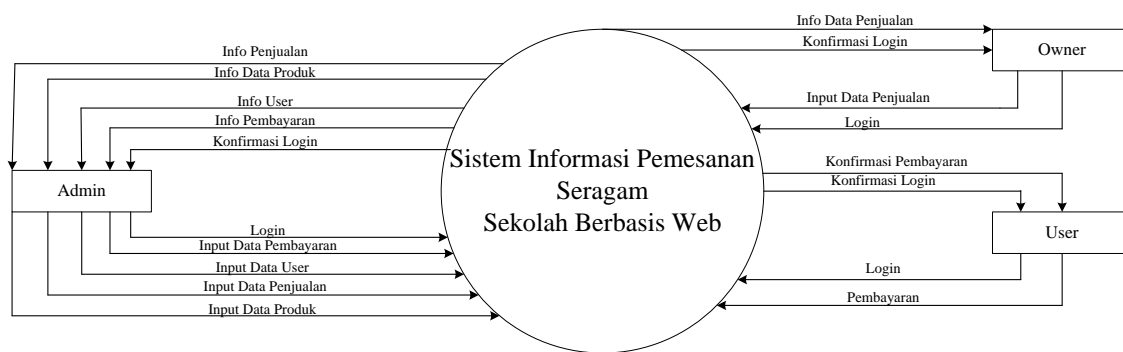 Info Data Penjualan
Konfirmasi Login
Owner
Info Penjualan
Info Data Produk
Info User
Info Pembayaran
Konfirmasi Login
Input Data Penjualan
Login
Sistem Informasi Pemesanan
Seragam
Sekolah Berbasis Web
Konfirmasi Pembayaran
Konfirmasi Login
Admin
User
Login
Input Data Pembayaran
Input Data User
Input Data Penjualan
Input Data Produk
Login
Pembayaran